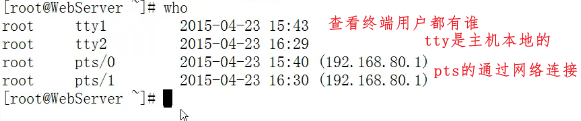 [root@WebServer ~]# who
root tty1 2015-04-23 15:43 查看终端用户都有谁
root tty2 2015-04-23 16:29 tty是主机本地的
root pts/0 2015-04-23 15:40 (192.168.80.1)
root pts/1 2015-04-23 16:30 (192.168.80.1) pts的通过网络连接
[root@WebServer ~]#